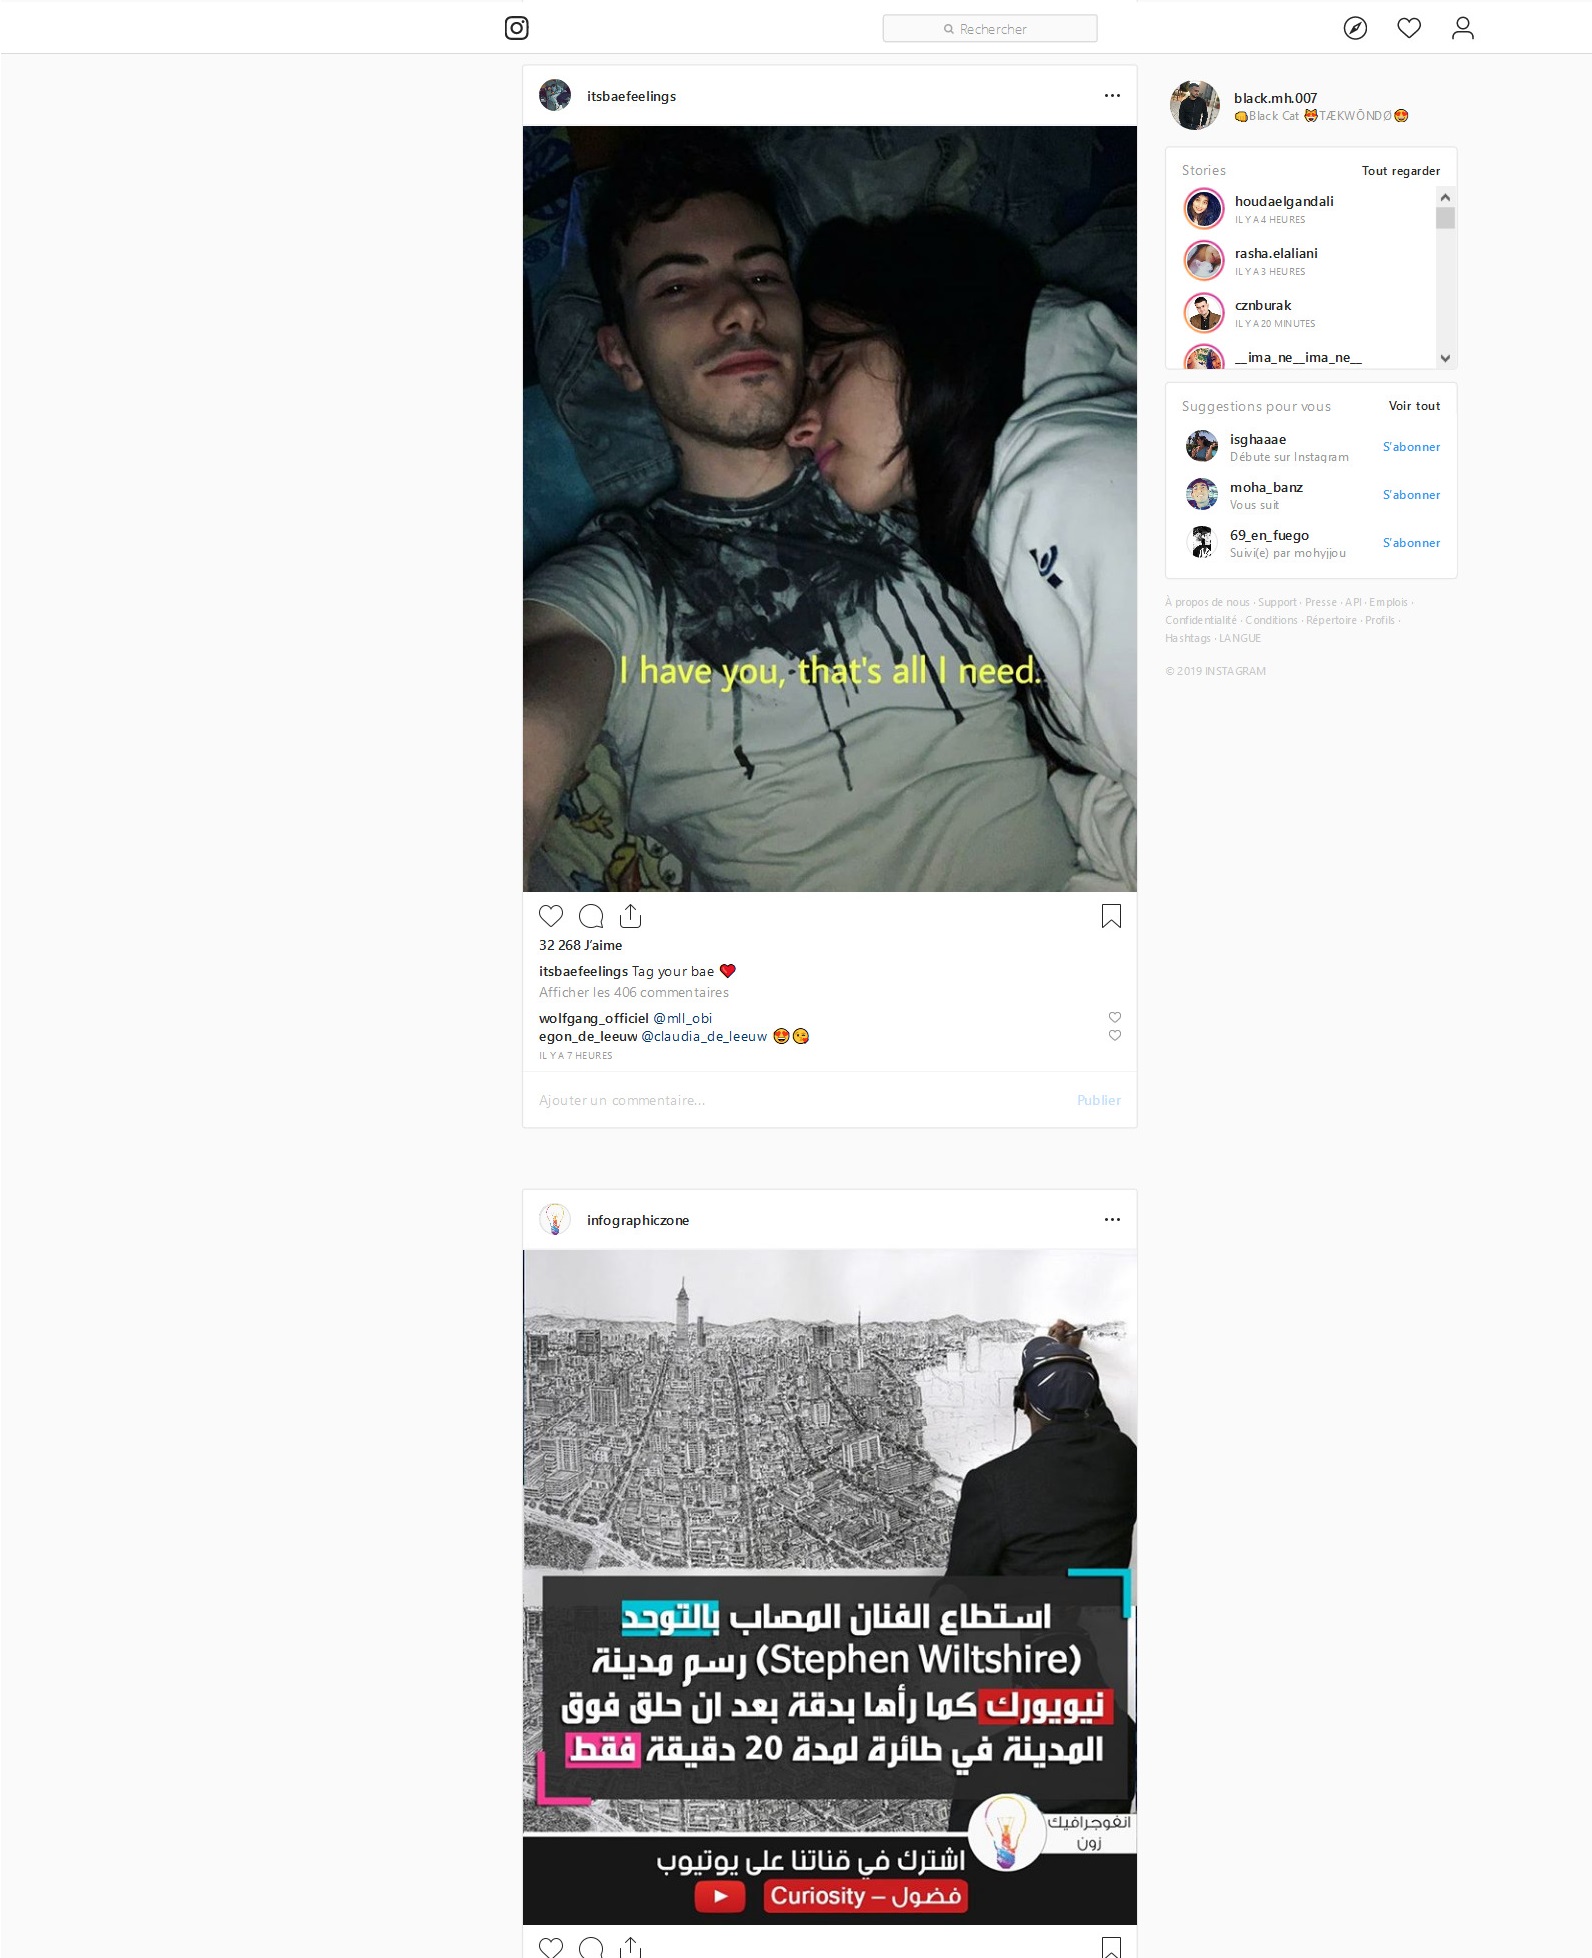 Rechercher
itsbaefeelings
I have you, that's all I need.
32 268 J'aime
itsbaefeelings Tag your bae ❤️
Afficher les 406 commentaires
wolfgang_officiel @mll_obi
egon_de_leeuw @claudia_de_leeuw 😍😘
IL Y A 7 HEURES
Ajouter un commentaire...
Publier
infographiczone
استطاع الفنان المصاب بالتوحد
(Stephen Wiltshire) رسم مدينة
نيويورك كما رأها بدقة بعد ان حلق فوق
المدينة في طائرة لمدة 20 دقيقة فقط
انفوجرافيك
زون
اشترك في قناتنا على يوتيوب
فضول – Curiosity
black.mh.007
👊Black Cat 😻TÆKWÕNDØ😍
Stories
Tout regarder
houdaelgandali
IL Y A 4 HEURES
rasha.elaliani
IL Y A 3 HEURES
cznburak
IL Y A 20 MINUTES
__ima_ne__ima_ne__
Suggestions pour vous
Voir tout
isghaaae
S'abonner
Débute sur Instagram
moha_banz
S'abonner
Vous suit
69_en_fuego
S'abonner
Suivi(e) par mohyjjou
À propos de nous · Support · Presse · API · Emplois ·
Confidentialité · Conditions · Répertoire · Profils ·
Hashtags · LANGUE
© 2019 INSTAGRAM